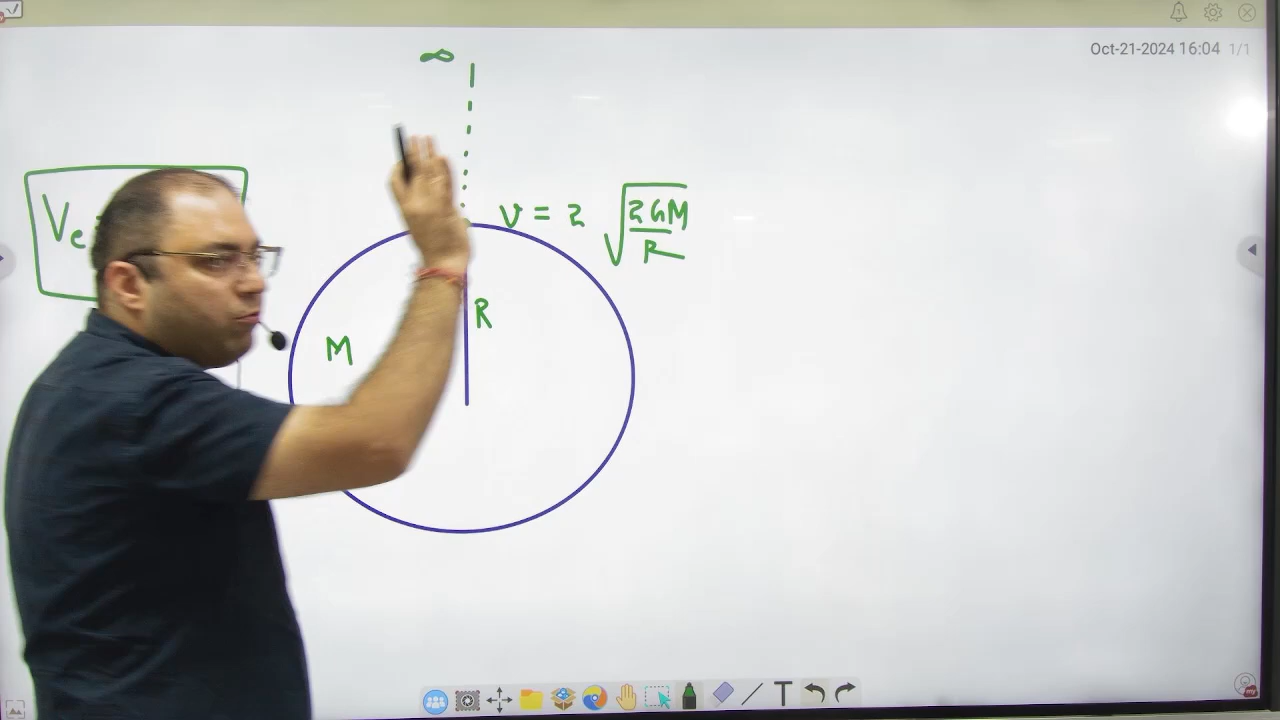 Oct-21-2024 16:04 1/1
∞
Ve
v = 2 √(2GM/R)
R
M
T